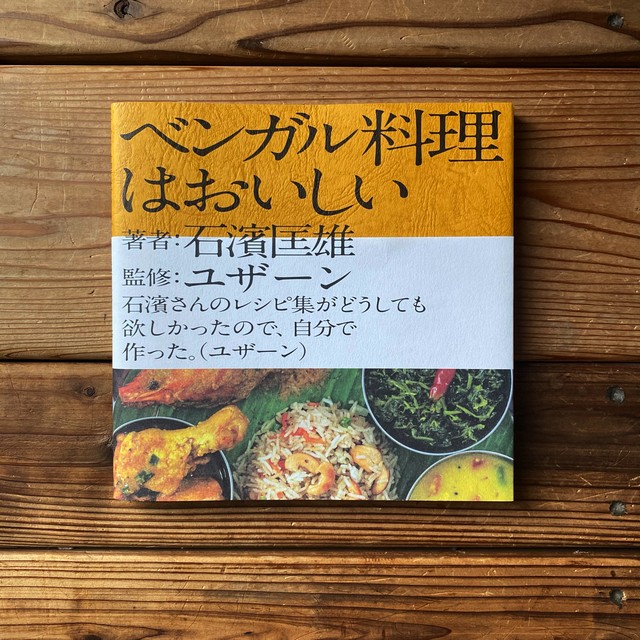 ベンガル料理
はおいしい
著者：石濱匡雄
監修：ユザーン
石濱さんのレシピ集がどうしても
欲しかったので、自分で
作った。（ユザーン）